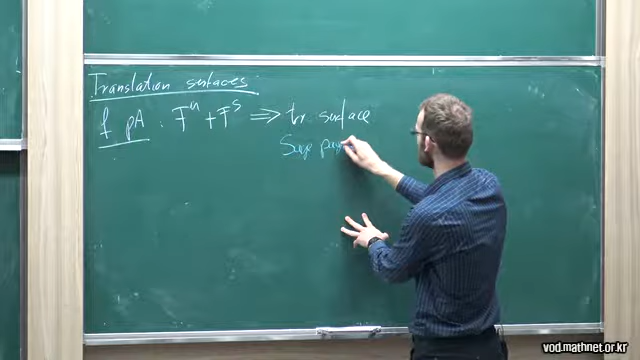 Translation surfaces
f pA : F^u + F^s ⟹ tr surface
vod.mathnet.or.kr